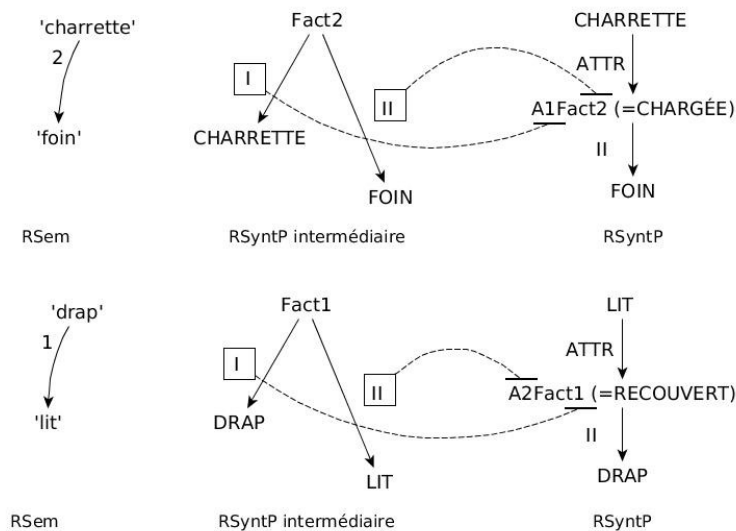 'charrette'
2
'foin'
RSem
Fact2
I
II
CHARRETTE
FOIN
RSyntP intermédiaire
CHARRETTE
ATTR
A1Fact2 (=CHARGÉE)
II
FOIN
RSyntP
'drap'
1
'lit'
RSem
Fact1
I
II
DRAP
LIT
RSyntP intermédiaire
LIT
ATTR
A2Fact1 (=RECOUVERT)
II
DRAP
RSyntP